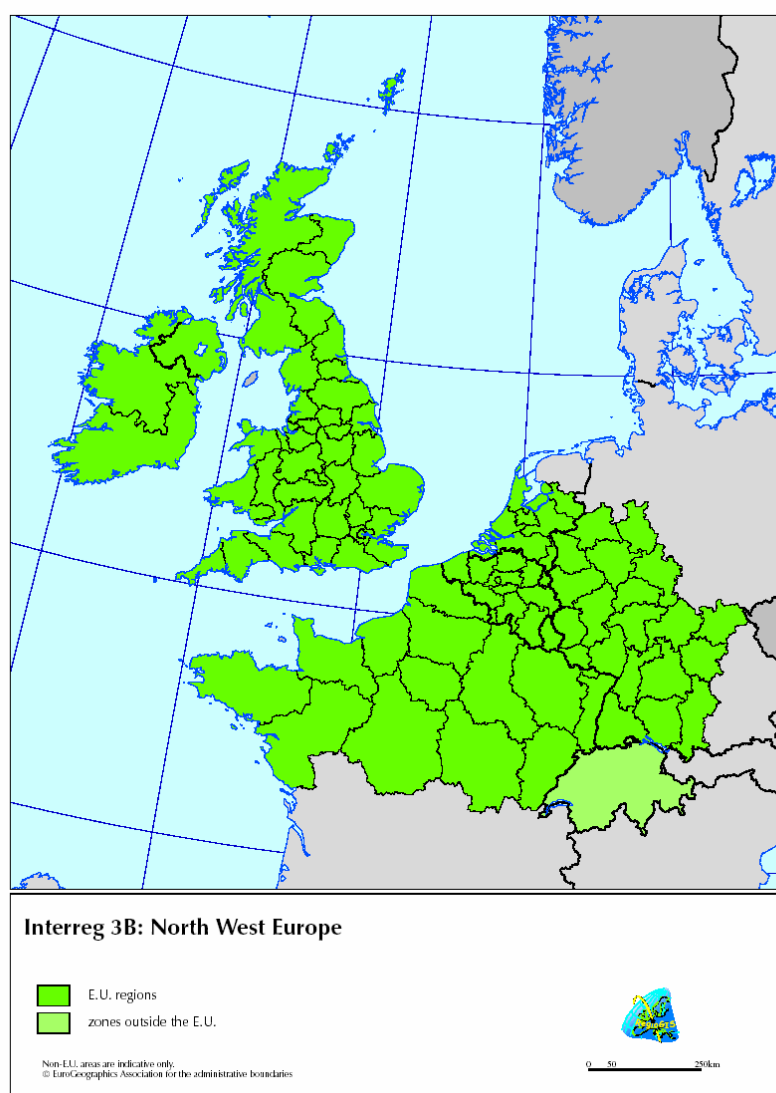 Interreg 3B: North West Europe
E.U. regions
zones outside the E.U.
Non-E.U. areas are indicative only.
© EuroGeographics Association for the administrative boundaries
RegioGIS
0 50 250km